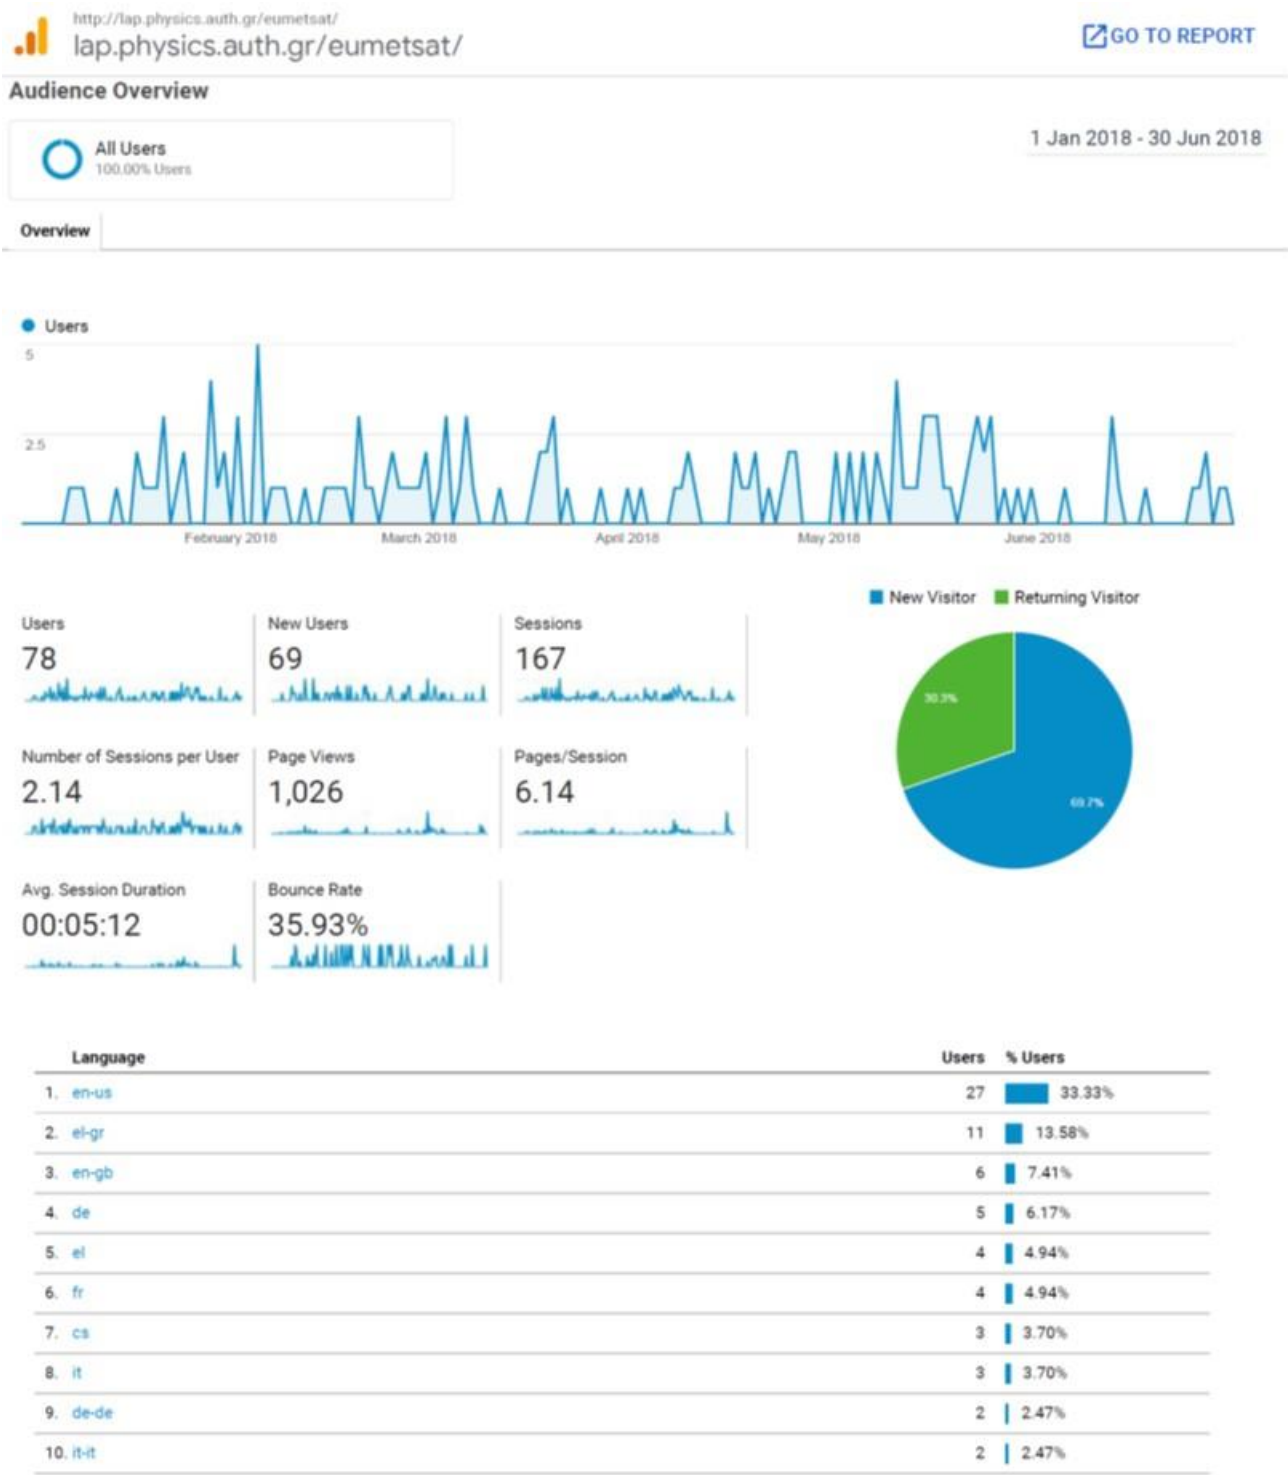 http://lap.physics.auth.gr/eumetsat/
lap.physics.auth.gr/eumetsat/
GO TO REPORT
Audience Overview
All Users
100.00% Users
1 Jan 2018 - 30 Jun 2018
Overview
Users
5
2.5
February 2018 March 2018 April 2018 May 2018 June 2018
New Visitor Returning Visitor
30.3%
69.7%
Users
78
New Users
69
Sessions
167
Number of Sessions per User
2.14
Page Views
1,026
Pages/Session
6.14
Avg. Session Duration
00:05:12
Bounce Rate
35.93%
Language Users % Users
1. en-us 27 33.33%
2. el-gr 11 13.58%
3. en-gb 6 7.41%
4. de 5 6.17%
5. el 4 4.94%
6. fr 4 4.94%
7. cs 3 3.70%
8. it 3 3.70%
9. de-de 2 2.47%
10. it-it 2 2.47%